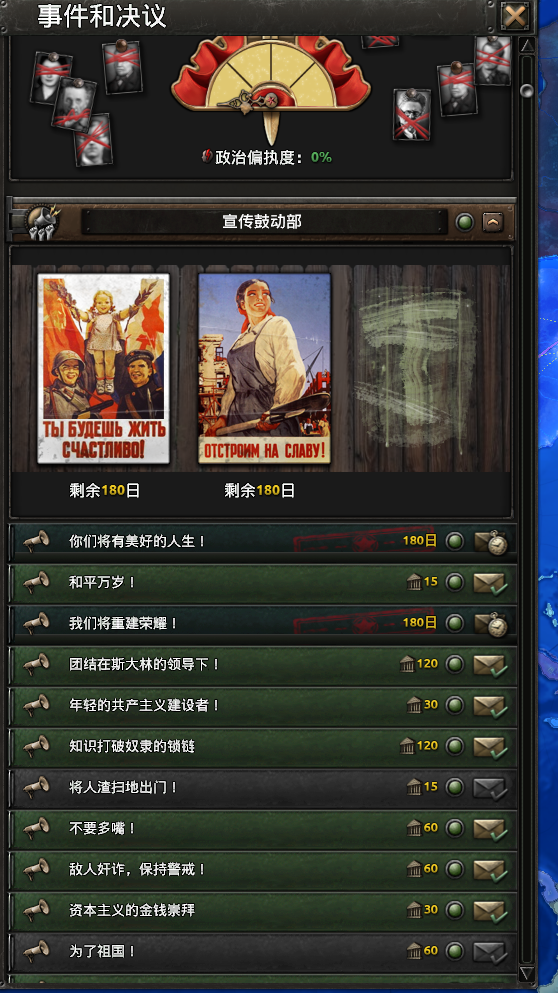 事件和决议
政治偏执度：0%
宣传鼓动部
ТЫ БУДЕШЬ ЖИТЬ
СЧАСТЛИВО!
ОТСТРОИМ НА СЛАВУ!
剩余180日
剩余180日
你们将有美好的人生！ 180日
和平万岁！ 15
我们将重建荣耀！ 180日
团结在斯大林的领导下！ 120
年轻的共产主义建设者！ 30
知识打破奴隶的锁链 120
将人渣扫地出门！ 15
不要多嘴！ 60
敌人奸诈，保持警戒！ 60
资本主义的金钱崇拜 30
为了祖国！ 60